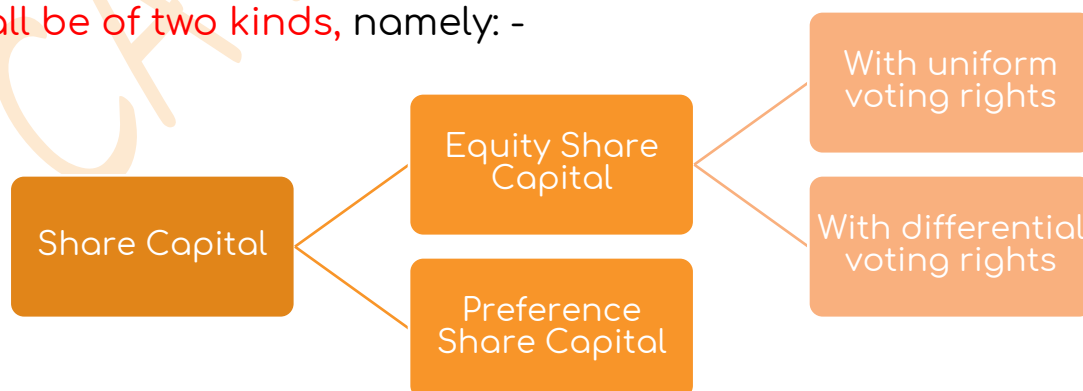 all be of two kinds, namely: -
With uniform
voting rights
Equity Share
Capital
Share Capital
With differential
voting rights
Preference
Share Capital